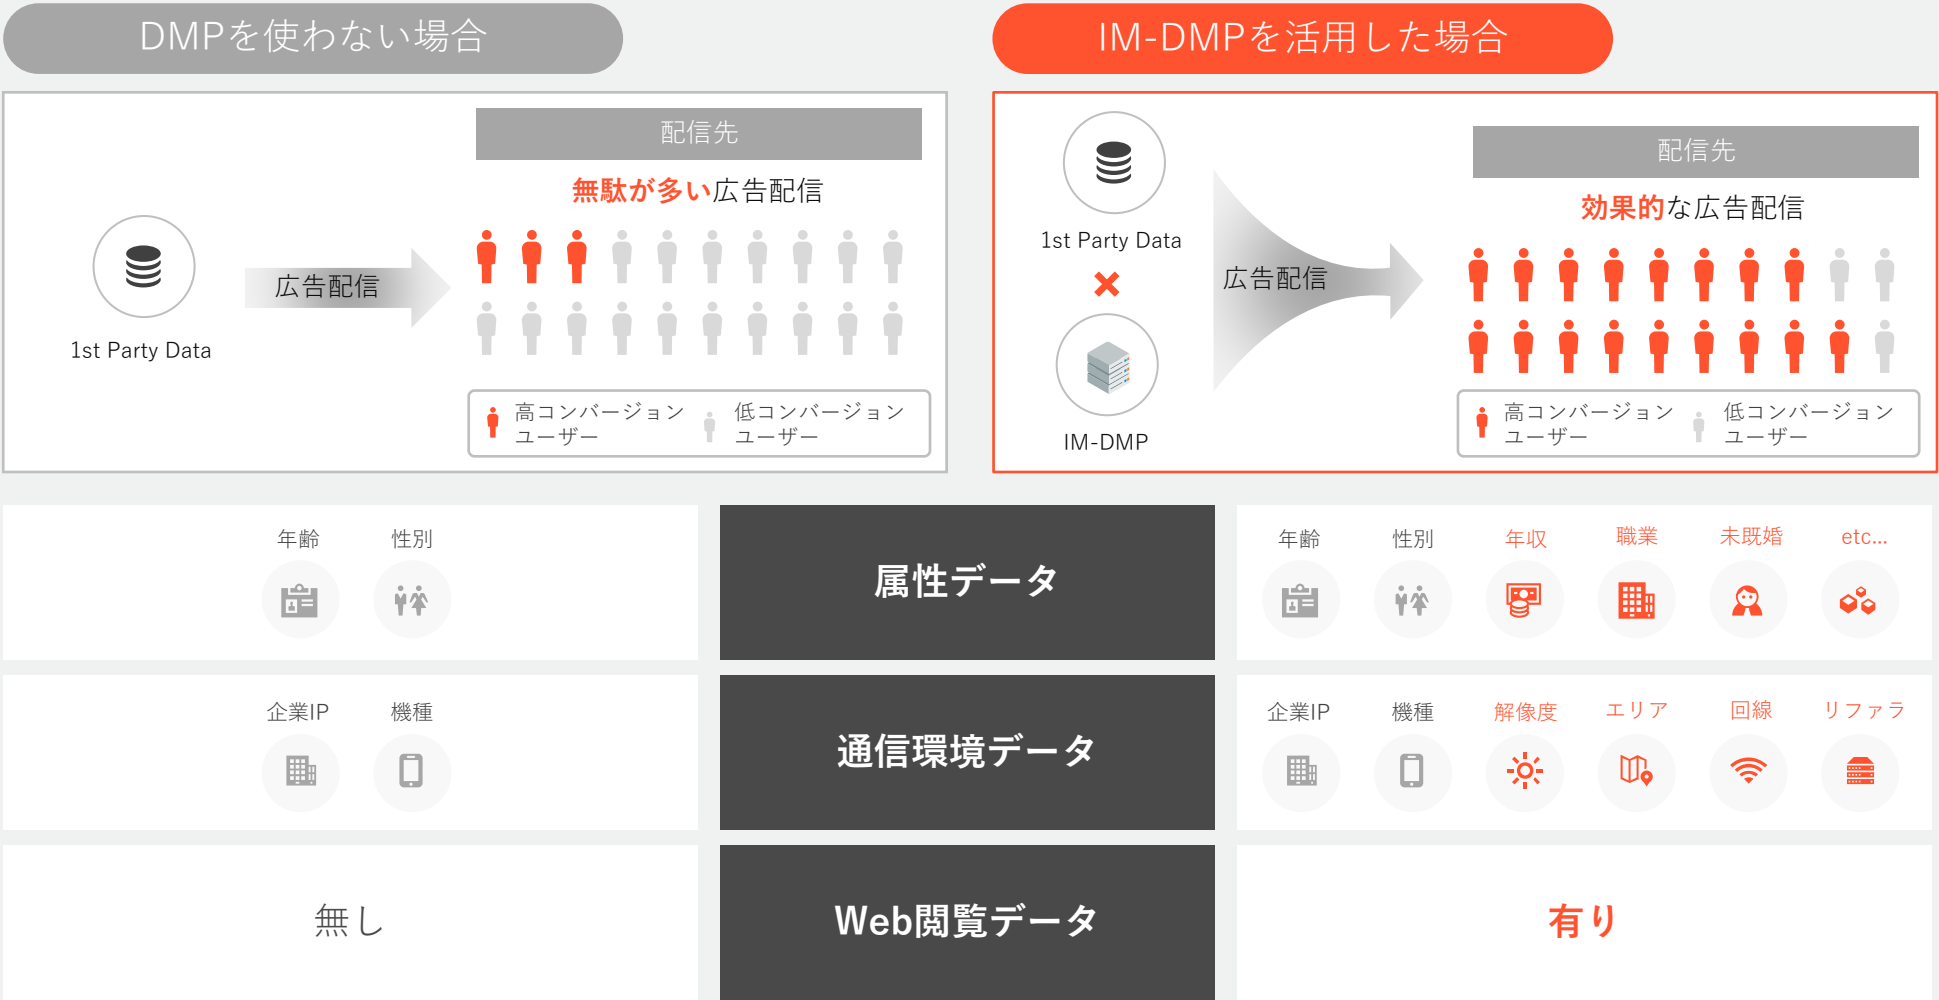 DMPを使わない場合
IM-DMPを活用した場合
配信先
無駄が多い広告配信
広告配信
1st Party Data
高コンバージョン
ユーザー
低コンバージョン
ユーザー
配信先
効果的な広告配信
1st Party Data
広告配信
IM-DMP
高コンバージョン
ユーザー
低コンバージョン
ユーザー
年齢 性別
属性データ
年齢 性別 年収 職業 未既婚 etc...
企業IP 機種
通信環境データ
企業IP 機種 解像度 エリア 回線 リファラ
無し
Web閲覧データ
有り